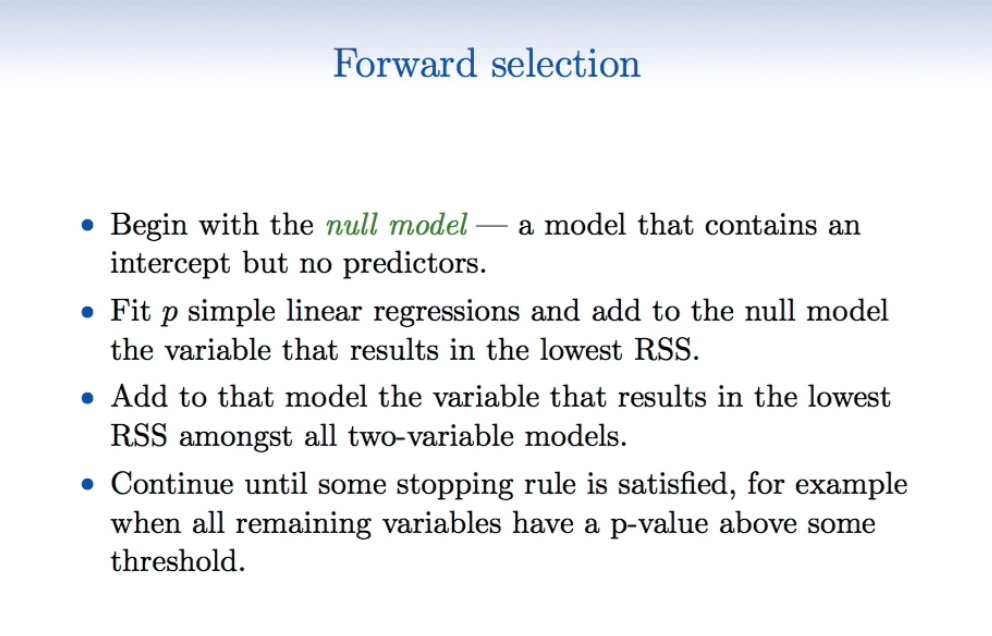 Forward selection
• Begin with the null model — a model that contains an
intercept but no predictors.
• Fit p simple linear regressions and add to the null model
the variable that results in the lowest RSS.
• Add to that model the variable that results in the lowest
RSS amongst all two-variable models.
• Continue until some stopping rule is satisfied, for example
when all remaining variables have a p-value above some
threshold.